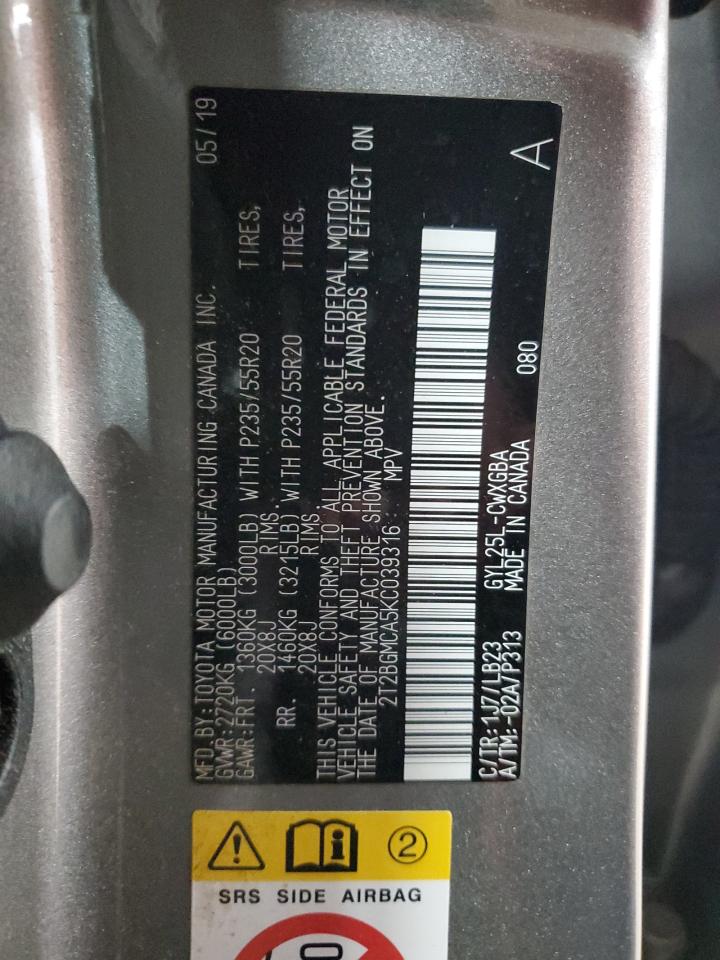 MFD. BY:TOYOTA MOTOR MANUFACTURING CANADA INC. 05/19
GVWR:2720KG (6000LB)
GAWR:FRT. 1360KG (3000LB) WITH P235/55R20 TIRES,
20X8J RIMS.
RR. 1460KG (3215LB) WITH P235/55R20 TIRES,
20X8J RIMS.
THIS VEHICLE CONFORMS TO ALL APPLICABLE FEDERAL MOTOR
VEHICLE SAFETY AND THEFT PREVENTION STANDARDS IN EFFECT ON
THE DATE OF MANUFACTURE SHOWN ABOVE.
2T2BGMCA5KC039316 MPV
C/TR:1J7/LB23 GYL25L-CWXGBA 080
A/TM:-02A/P313 MADE IN CANADA
A
2
SRS SIDE AIRBAG